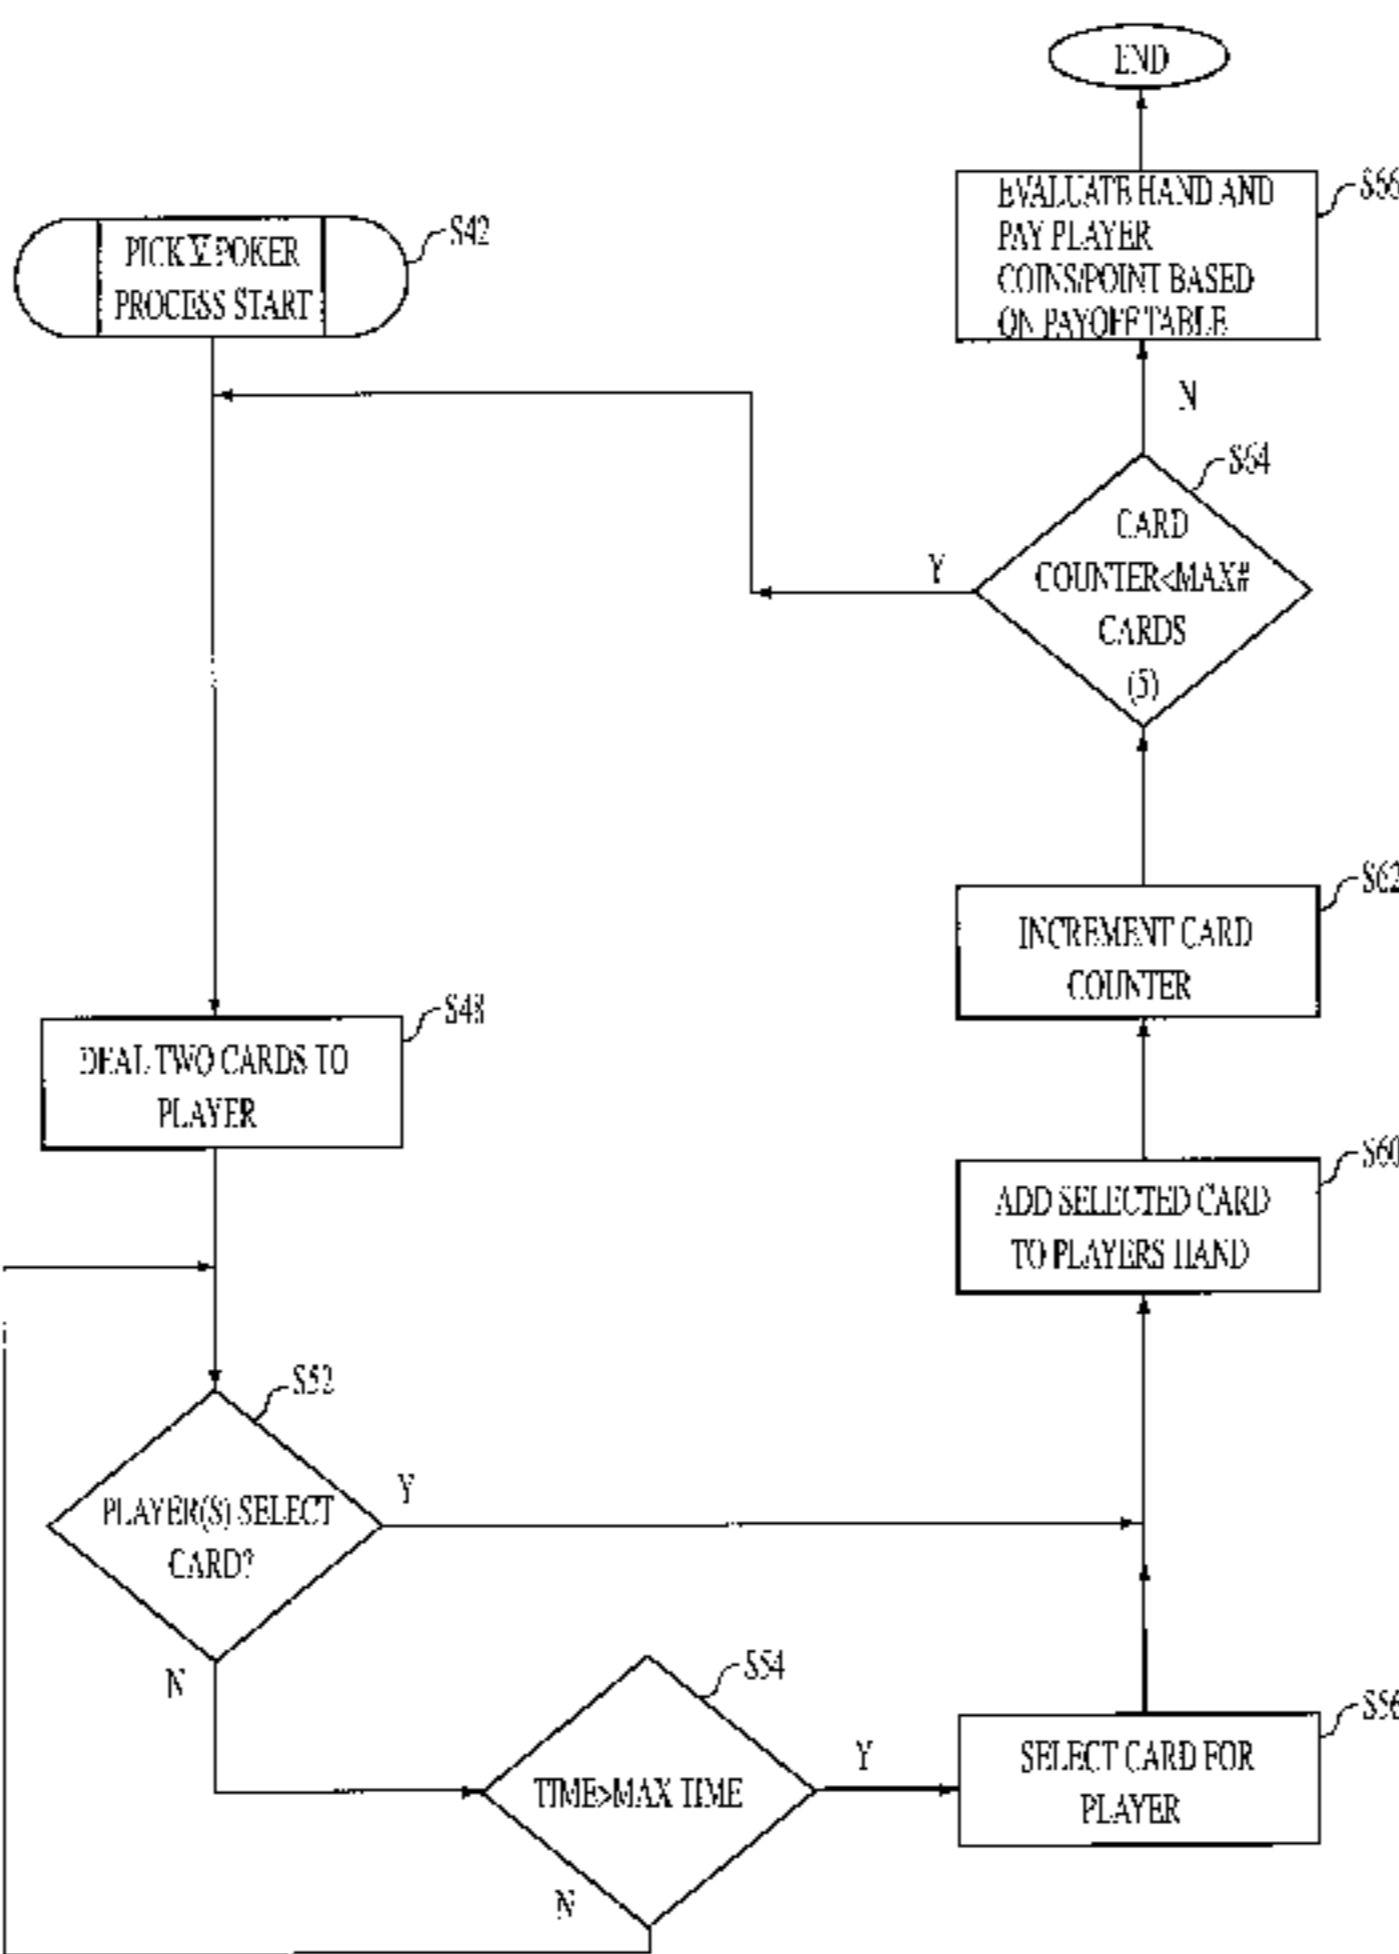 END
EVALUATE HAND AND
PAY PLAYER
COINS/POINT BASED
ON PAYOFF TABLE
S66
PICK V POKER
PROCESS START
S42
N
S64
CARD
COUNTER<MAX#
CARDS
(5)
Y
S62
INCREMENT CARD
COUNTER
S48
DEAL TWO CARDS TO
PLAYER
S60
ADD SELECTED CARD
TO PLAYERS HAND
S52
PLAYER(S) SELECT
CARD?
Y
N
S54
TIME>MAX TIME
Y
N
S56
SELECT CARD FOR
PLAYER